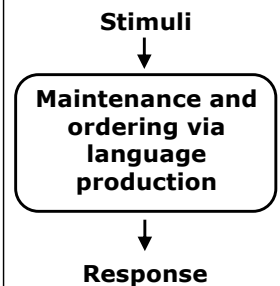 Stimuli
Maintenance and
ordering via
language
production
Response